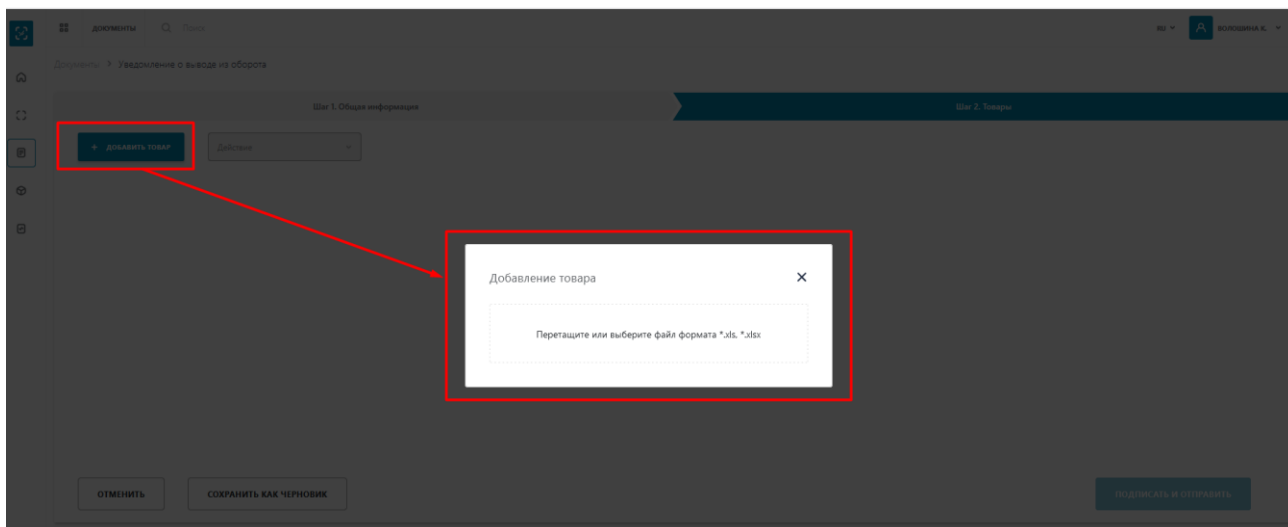 ДОКУМЕНТЫ Поиск RU ВОЛОШИНА К.
Документы > Уведомление о выводе из оборота
Шаг 1. Общая информация Шаг 2. Товары
+ ДОБАВИТЬ ТОВАР Действия
Добавление товара
Перетащите или выберите файл формата *.xls, *.xlsx
ОТМЕНИТЬ СОХРАНИТЬ КАК ЧЕРНОВИК ПОДПИСАТЬ И ОТПРАВИТЬ